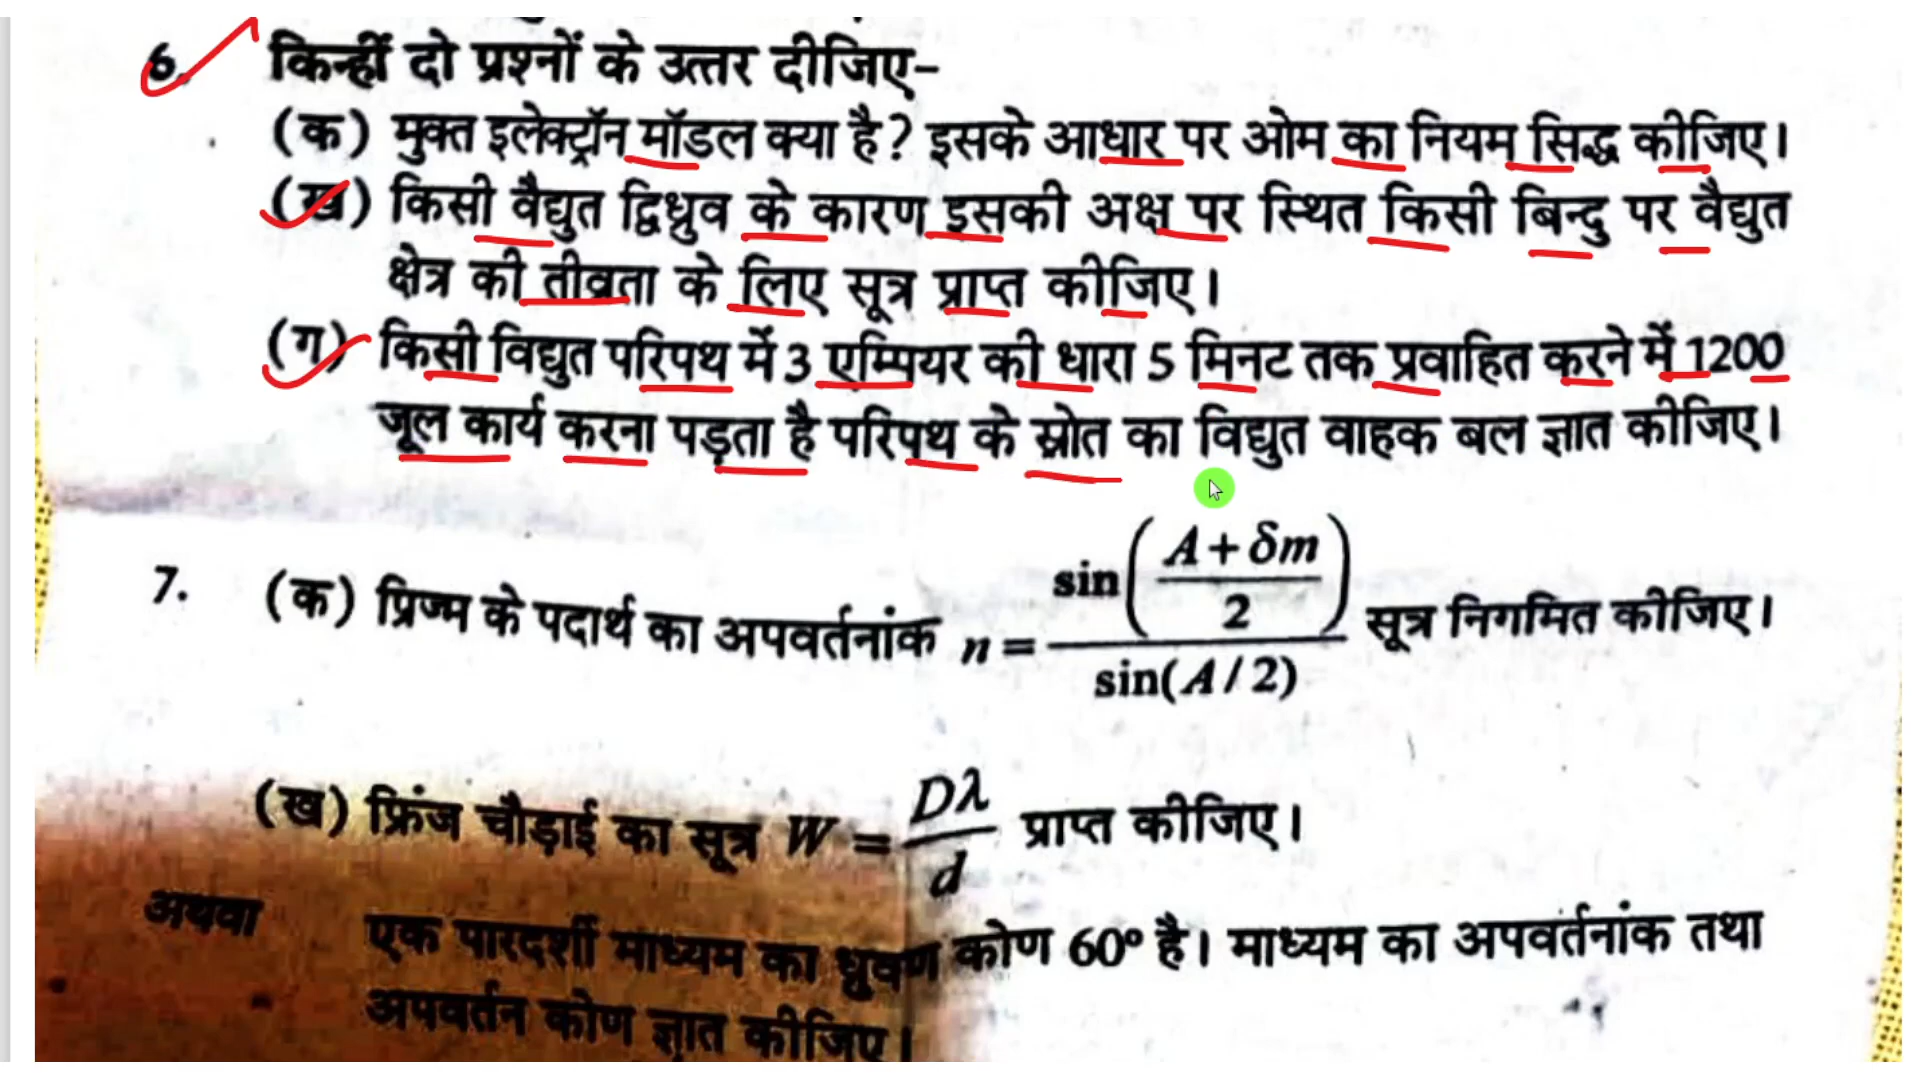 6. किन्हीं दो प्रश्नों के उत्तर दीजिए-
(क) मुक्त इलेक्ट्रॉन मॉडल क्या है? इसके आधार पर ओम का नियम सिद्ध कीजिए।
(ख) किसी वैद्युत द्विध्रुव के कारण इसकी अक्ष पर स्थित किसी बिन्दु पर वैद्युत
क्षेत्र की तीव्रता के लिए सूत्र प्राप्त कीजिए।
(ग) किसी विद्युत परिपथ में 3 एम्पियर की धारा 5 मिनट तक प्रवाहित करने में 1200
जूल कार्य करना पड़ता है परिपथ के स्रोत का विद्युत वाहक बल ज्ञात कीजिए।
7. (क) प्रिज्म के पदार्थ का अपवर्तनांक n = sin((A+δm)/2) / sin(A/2) सूत्र निगमित कीजिए।
(ख) फ्रिंज चौड़ाई का सूत्र W = Dλ/d प्राप्त कीजिए।
अथवा एक पारदर्शी माध्यम का ध्रुवण कोण 60° है। माध्यम का अपवर्तनांक तथा
अपवर्तन कोण ज्ञात कीजिए।